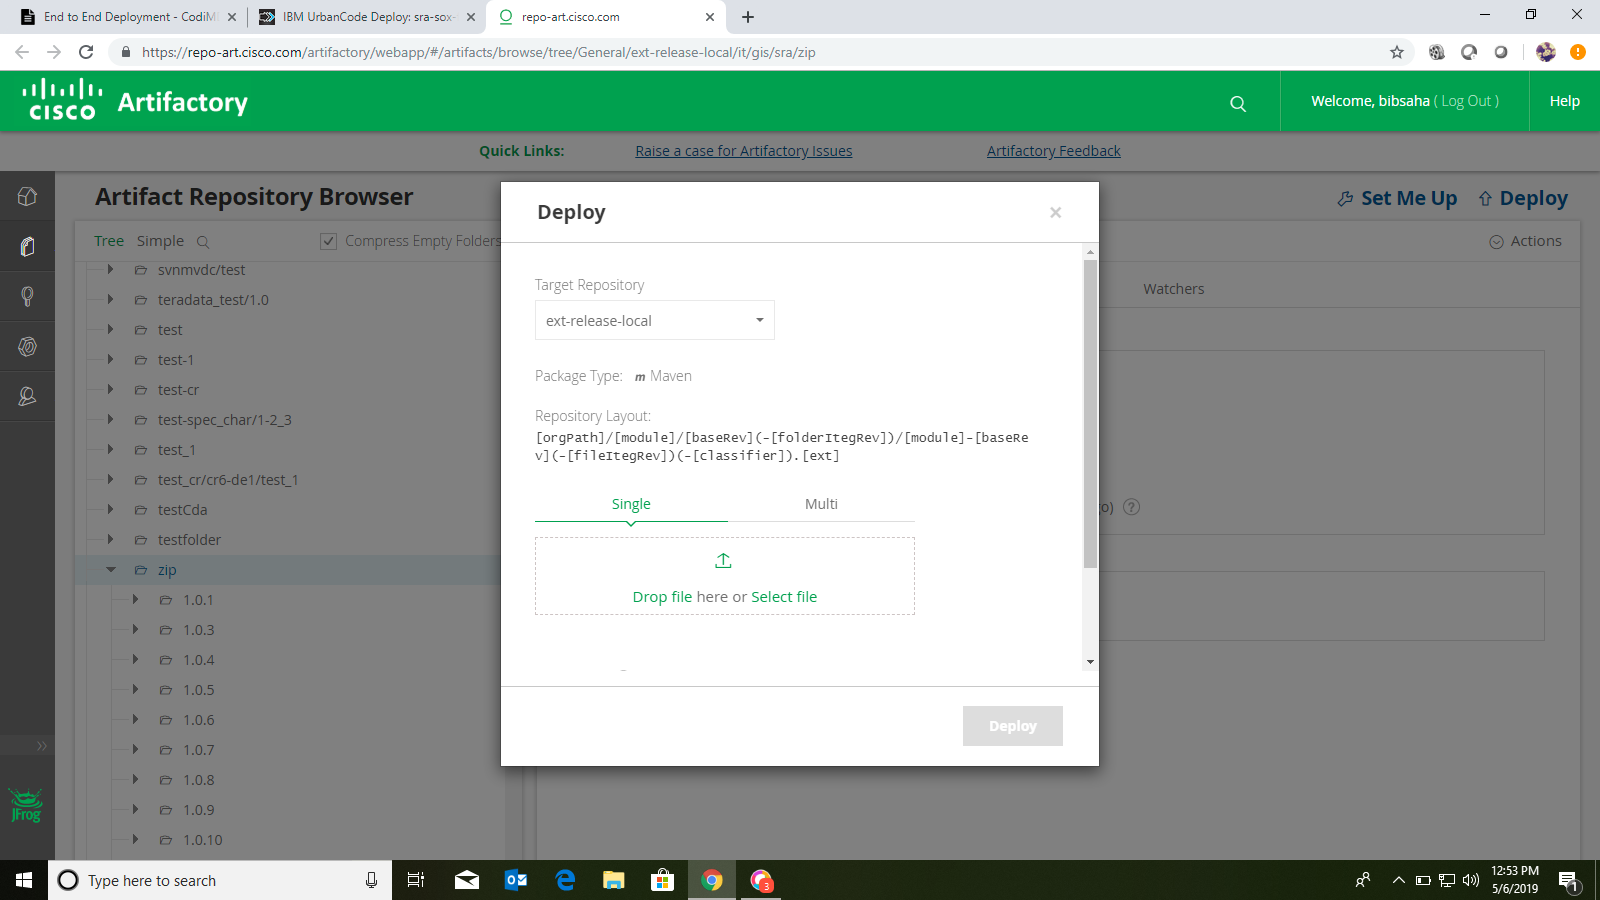 End to End Deployment - CodiM
IBM UrbanCode Deploy: sra-sox-
repo-art.cisco.com
https://repo-art.cisco.com/artifactory/webapp/#/artifacts/browse/tree/General/ext-release-local/it/gis/sra/zip
CISCO Artifactory
Welcome, bibsaha ( Log Out )
Help
Quick Links:
Raise a case for Artifactory Issues
Artifactory Feedback
Artifact Repository Browser
Set Me Up
Deploy
Tree
Simple
Compress Empty Folders
Actions
Watchers
svnmvdc/test
teradata_test/1.0
test
test-1
test-cr
test-spec_char/1-2_3
test_1
test_cr/cr6-de1/test_1
testCda
testfolder
zip
1.0.1
1.0.3
1.0.4
1.0.5
1.0.6
1.0.7
1.0.8
1.0.9
1.0.10
JFrog
Deploy
Target Repository
ext-release-local
Package Type: m Maven
Repository Layout:
[orgPath]/[module]/[baseRev](-[folderItegRev])/[module]-[baseRe
v](-[fileItegRev])(-[classifier]).[ext]
Single
Multi
Drop file here or Select file
Deploy
Type here to search
3
12:53 PM
5/6/2019
1